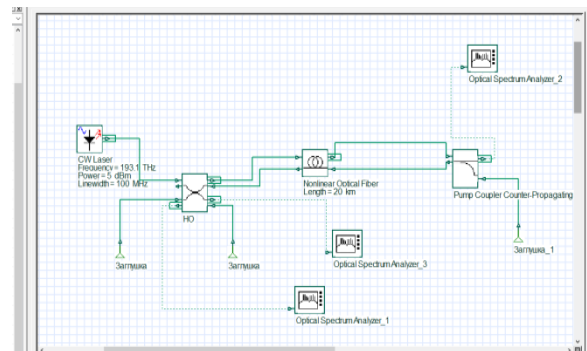 Optical Spectrum Analyzer_2
CW Laser
Frequency = 193.1 THz
Power = 5 dBm
Linewidth = 100 MHz
Nonlinear Optical Fiber
Length = 20 km
Pump Coupler Counter-Propagating
НО
Заглушка
Заглушка
Optical Spectrum Analyzer_3
Заглушка_1
Optical Spectrum Analyzer_1